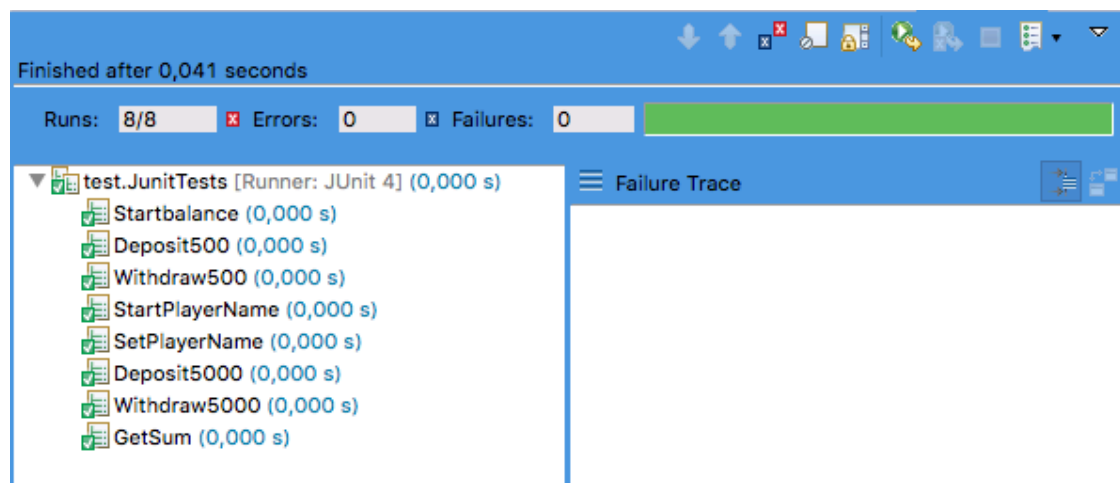 Finished after 0,041 seconds
Runs: 8/8 Errors: 0 Failures: 0
test.JunitTests [Runner: JUnit 4] (0,000 s)
Startbalance (0,000 s)
Deposit500 (0,000 s)
Withdraw500 (0,000 s)
StartPlayerName (0,000 s)
SetPlayerName (0,000 s)
Deposit5000 (0,000 s)
Withdraw5000 (0,000 s)
GetSum (0,000 s)
Failure Trace